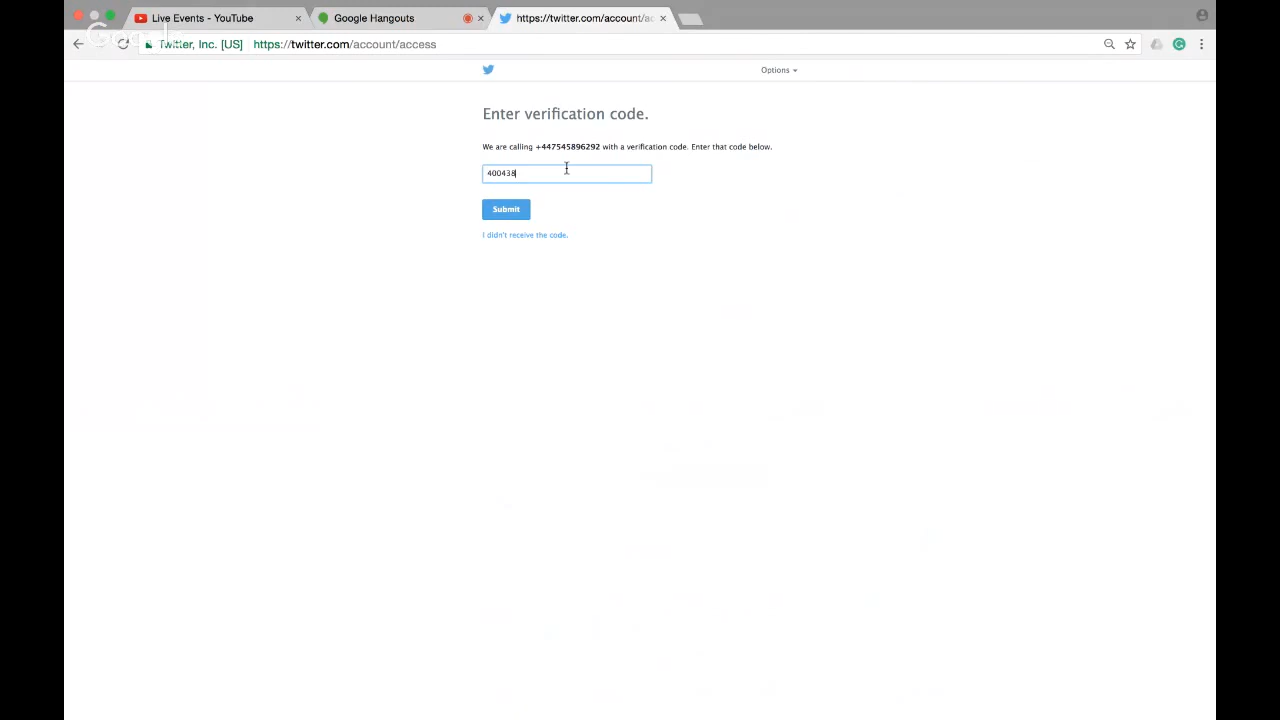 Live Events - YouTube
Google Hangouts
https://twitter.com/account/ac
Google
Twitter, Inc. [US]
https://twitter.com/account/access
Options
Enter verification code.
We are calling +447545896292 with a verification code. Enter that code below.
400438
Submit
I didn't receive the code.